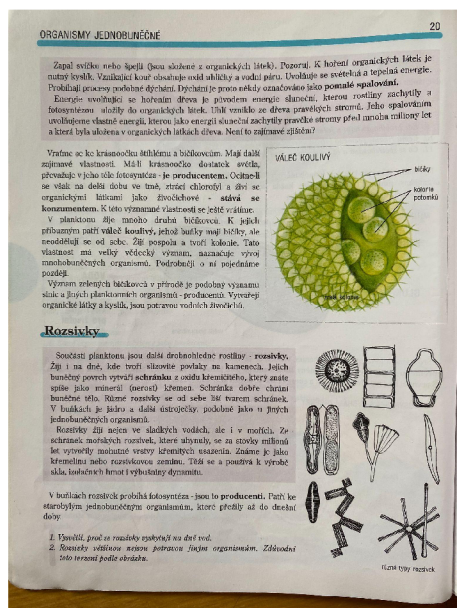 ORGANISMY JEDNOBUNĚČNÉ
20
Zapal svíčku nebo špejli (jsou složené z organických látek). Pozoruj. K hoření organických látek je
nutný kyslík. Vznikající kouř obsahuje oxid uhličitý a vodní páru. Uvolňuje se světelná a tepelná energie.
Probíhají procesy podobné dýchání. Dýchání je proto někdy označováno jako pomalé spalování.
Energie uvolňující se hořením dřeva je původem energie sluneční, kterou rostliny zachytily a
fotosyntézou uložily do organických látek. Uhlí vzniklo ze dřeva pravěkých stromů. Jeho spalováním
uvolňujeme vlastně energii, kterou jako energii sluneční zachytily pravěké stromy před mnoha miliony let
a která byla uložena v organických látkách dřeva. Není to zajímavé zjištění?
Vraťme se ke krásnoočku štíhlému a bičíkovcům. Mají další
zajímavé vlastnosti. Má-li krásnoočko dostatek světla,
převažuje v jeho těle fotosyntéza - je producentem. Ocitne-li
se však na delší dobu ve tmě, ztrácí chlorofyl a živí se
organickými látkami jako živočichové - stává se
konzumentem. K této významné vlastnosti se ještě vrátíme.
V planktonu žije mnoho druhů bičíkovců. K jejich
příbuzným patří váleč koulivý, jehož buňky mají bičíky, ale
neoddělují se od sebe. Žijí pospolu a tvoří kolonie. Tato
vlastnost má velký vědecký význam, naznačuje vývoj
mnohobuněčných organismů. Podrobněji o ní pojednáme
později.
Význam zelených bičíkovců v přírodě je podobný významu
sinic a jiných planktonních organismů - producentů. Vytvářejí
organické látky a kyslík, jsou potravou vodních živočichů.
VÁLEČ KOULIVÝ
bičíky
kolonie
potomků
kolonie
Rozsivky
Součástí planktonu jsou další drobnohledné rostliny - rozsivky.
Žijí i na dně, kde tvoří slizovité povlaky na kamenech. Jejich
buněčný povrch vytváří schránku z oxidu křemičitého, který znáte
spíše jako minerál (nerost) křemen. Schránka dobře chrání
buněčné tělo. Různé rozsivky se od sebe liší tvarem schránek.
V buňkách je jádro a další ústroječky, podobné jako u jiných
jednobuněčných organismů.
Rozsivky žijí nejen ve sladkých vodách, ale i v mořích. Ze
schránek mořských rozsivek, které uhynuly, se za stovky milionů
let vytvořily mohutné vrstvy křemitých usazenin. Známe je jako
křemelinu nebo rozsivkovou zeminu. Těží se a používá k výrobě
skla, izolačních hmot i výbušniny dynamitu.
V buňkách rozsivek probíhá fotosyntéza - jsou to producenti. Patří ke
starobylým jednobuněčným organismům, které přežily až do dnešní
doby.
1. Vysvětli, proč se rozsivky vyskytují na dně vod.
2. Rozsivky většinou nejsou potravou jiným organismům. Zdůvodni
toto tvrzení podle obrázku.
různé typy rozsivek